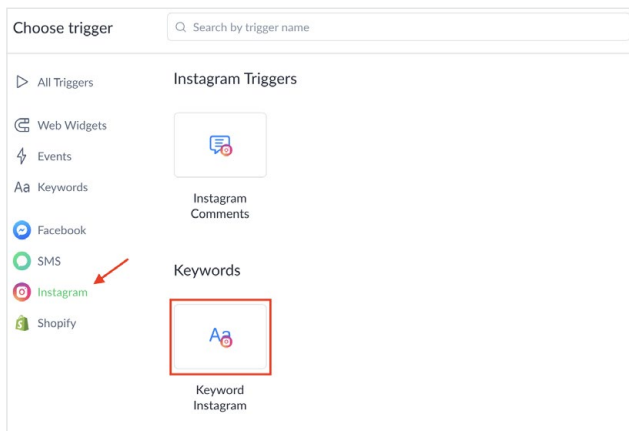 Choose trigger
Search by trigger name
All Triggers
Web Widgets
Events
Aa Keywords
Facebook
SMS
Instagram
Shopify
Instagram Triggers
Instagram
Comments
Keywords
Aa
Keyword
Instagram